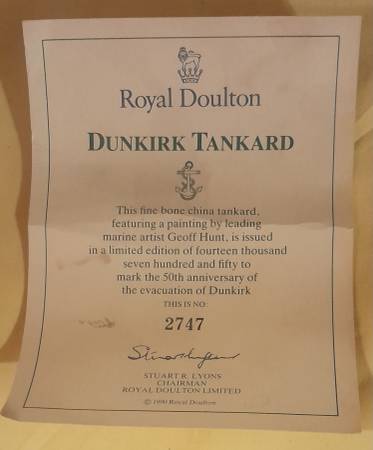 Royal Doulton
DUNKIRK TANKARD
This fine bone china tankard,
featuring a painting by leading
marine artist Geoff Hunt, is issued
in a limited edition of fourteen thousand
seven hundred and fifty to
mark the 50th anniversary of
the evacuation of Dunkirk
THIS IS NO:
2747
STUART R. LYONS
CHAIRMAN
ROYAL DOULTON LIMITED
© 1990 Royal Doulton